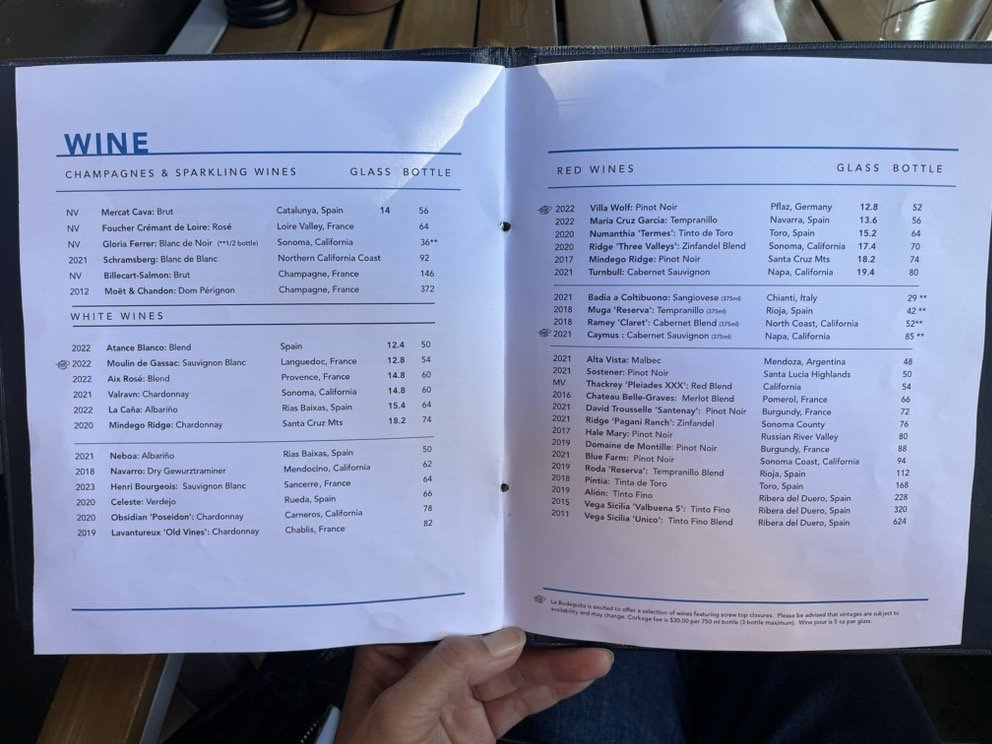 WINE
CHAMPAGNES & SPARKLING WINES GLASS BOTTLE
NV Mercat Cava: Brut Catalunya, Spain 14 56
NV Foucher Crémant de Loire: Rosé Loire Valley, France 64
NV Gloria Ferrer: Blanc de Noir (**1/2 bottle) Sonoma, California 36**
2021 Schramsberg: Blanc de Blanc Northern California Coast 92
NV Billecart-Salmon: Brut Champagne, France 146
2012 Moët & Chandon: Dom Pérignon Champagne, France 372
WHITE WINES
2022 Atance Blanco: Blend Spain 12.4 50
2022 Moulin de Gassac: Sauvignon Blanc Languedoc, France 12.8 54
2022 Aix Rosé: Blend Provence, France 14.8 60
2021 Valravn: Chardonnay Sonoma, California 14.8 60
2022 La Caña: Albariño Rias Baixas, Spain 15.4 64
2020 Mindego Ridge: Chardonnay Santa Cruz Mts 18.2 74
2021 Neboa: Albariño Rias Baixas, Spain 50
2018 Navarro: Dry Gewurztraminer Mendocino, California 62
2023 Henri Bourgeois: Sauvignon Blanc Sancerre, France 64
2020 Celeste: Verdejo Rueda, Spain 66
2020 Obsidian 'Poseidon': Chardonnay Carneros, California 78
2019 Lavantureux 'Old Vines': Chardonnay Chablis, France 82
RED WINES GLASS BOTTLE
2022 Villa Wolf: Pinot Noir Pflaz, Germany 12.8 52
2022 Maria Cruz Garcia: Tempranillo Navarra, Spain 13.6 56
2020 Numanthia 'Termes': Tinto de Toro Toro, Spain 15.2 64
2020 Ridge 'Three Valleys': Zinfandel Blend Sonoma, California 17.4 70
2017 Mindego Ridge: Pinot Noir Santa Cruz Mts 18.2 74
2021 Turnbull: Cabernet Sauvignon Napa, California 19.4 80
2021 Badia a Coltibuono: Sangiovese (375ml) Chianti, Italy 29 **
2018 Muga 'Reserva': Tempranillo (375ml) Rioja, Spain 42 **
2018 Ramey 'Claret': Cabernet Blend (375ml) North Coast, California 52**
2021 Caymus : Cabernet Sauvignon (375ml) Napa, California 85 **
2021 Alta Vista: Malbec Mendoza, Argentina 48
2021 Sostener: Pinot Noir Santa Lucia Highlands 50
MV Thackrey 'Pleiades XXX': Red Blend California 54
2016 Chateau Belle-Graves: Merlot Blend Pomerol, France 66
2021 David Trousselle 'Santenay': Pinot Noir Burgundy, France 72
2021 Ridge 'Pagani Ranch': Zinfandel Sonoma County 76
2017 Hale Mary: Pinot Noir Russian River Valley 80
2019 Domaine de Montille: Pinot Noir Burgundy, France 88
2021 Blue Farm: Pinot Noir Sonoma Coast, California 94
2019 Roda 'Reserva': Tempranillo Blend Rioja, Spain 112
2018 Pintia: Tinta de Toro Toro, Spain 168
2019 Alión: Tinto Fino Ribera del Duero, Spain 228
2015 Vega Sicilia 'Valbuena 5': Tinto Fino Ribera del Duero, Spain 320
2011 Vega Sicilia 'Unico': Tinto Fino Blend Ribera del Duero, Spain 624
La Bodeguita is excited to offer a selection of wines featuring screw top closures. Please be advised that vintages are subject to
availability and may change. Corkage fee is $30.00 per 750 ml bottle (3 bottle maximum). Wine pour is 5 oz per glass.